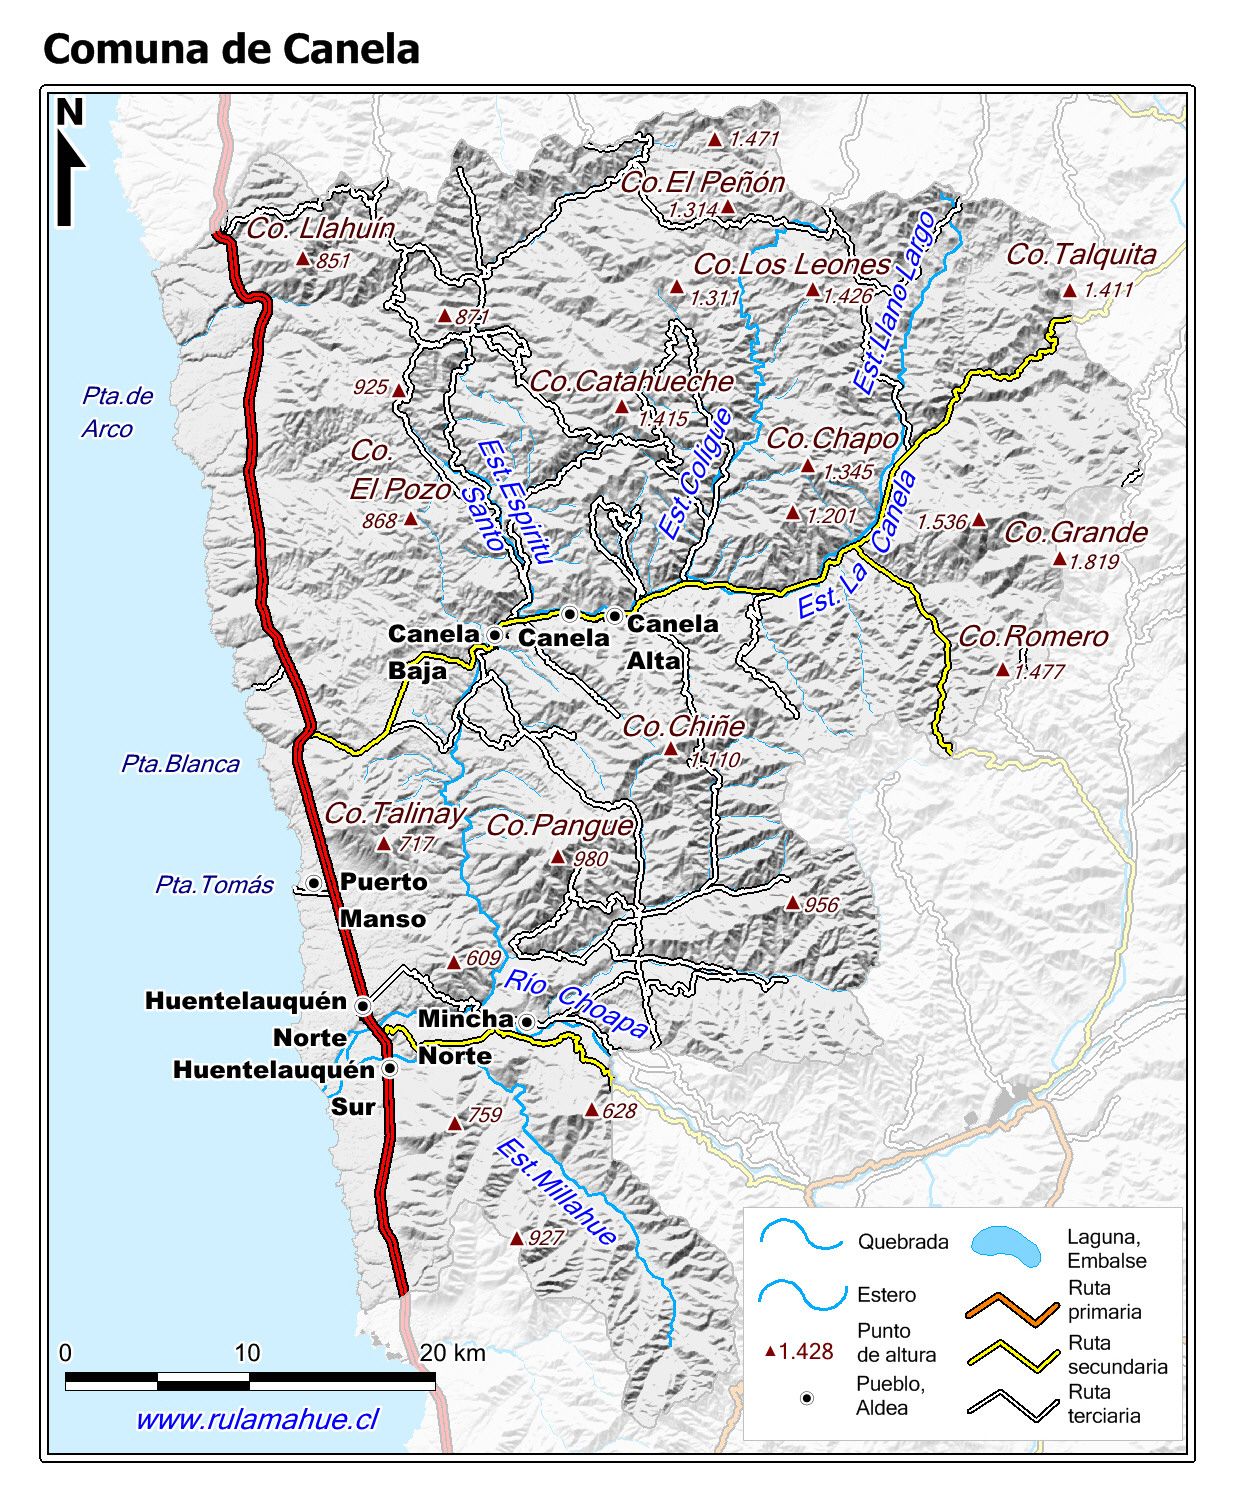 Comuna de Canela
N
1.471
Co.El Peñón
1.314
Co. Llahuín
851
Co.Los Leones
1.311
1.426
Est.Llano Largo
Co.Talquita
1.411
871
925
Co.Catahueche
1.415
Pta.de
Arco
Co.
El Pozo
868
Est.Espiritu
Santo
Est.Coligue
Co.Chapo
1.345
1.201
Est. La Canela
1.536
Co.Grande
1.819
Canela
Baja
Canela
Canela
Alta
Co.Romero
1.477
Co.Chiñe
1.110
Pta.Blanca
Co.Talinay
717
Co.Pangue
980
Pta.Tomás
Puerto
Manso
956
609
Río Choapa
Huentelauquén
Norte
Mincha
Norte
Huentelauquén
Sur
759
628
Est.Millahue
927
0 10 20 km
www.rulamahue.cl
Quebrada
Estero
1.428
Punto
de altura
Pueblo,
Aldea
Laguna,
Embalse
Ruta
primaria
Ruta
secundaria
Ruta
terciaria